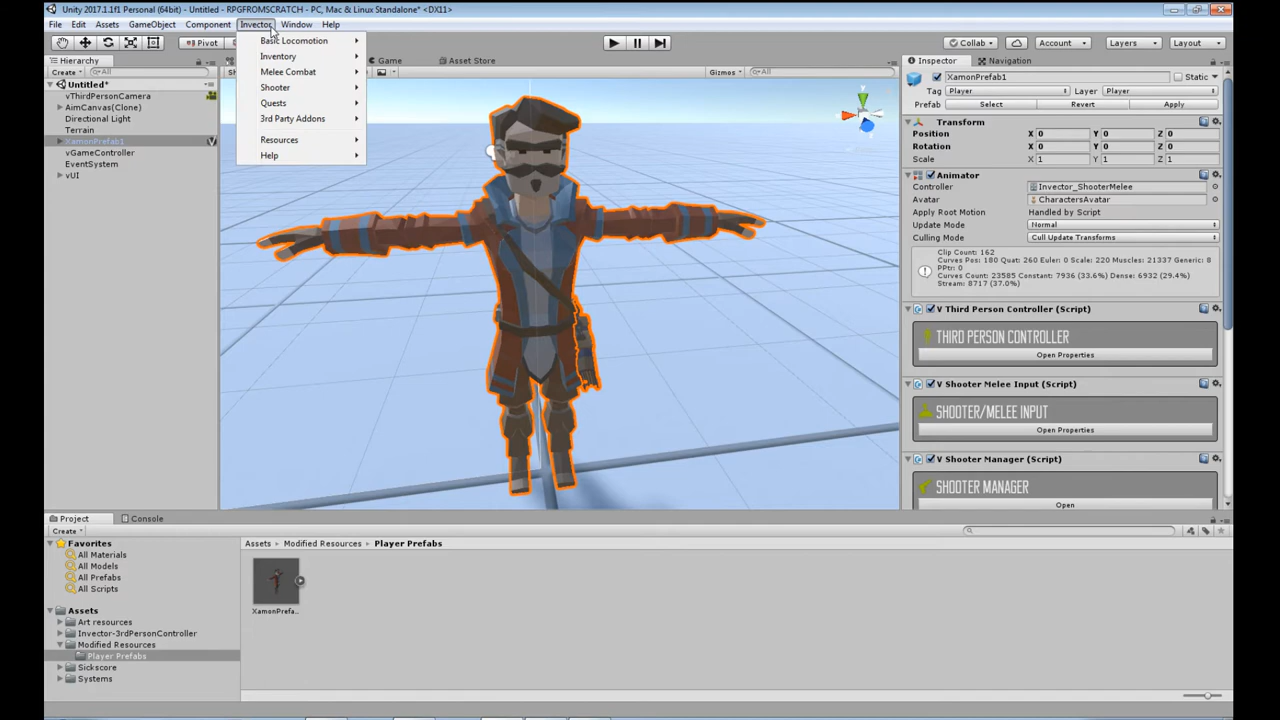 Unity 2017.1.1f1 Personal (64bit) - Untitled - RPGFROMSCRATCH - PC, Mac & Linux Standalone* <DX11>
File Edit Assets GameObject Component Invector Window Help
Pivot
Collab Account Layers Layout
Hierarchy
Create All
Untitled*
vThirdPersonCamera
AimCanvas(Clone)
Directional Light
Terrain
XamonPrefab1
vGameController
EventSystem
vUI
Basic Locomotion
Inventory
Melee Combat
Shooter
Quests
3rd Party Addons
Resources
Help
Game Asset Store
Gizmos All
y
x
z
Inspector Navigation
XamonPrefab1 Static
Tag Player Layer Player
Prefab Select Revert Apply
Transform
Position X 0 Y 0 Z 0
Rotation X 0 Y 0 Z 0
Scale X 1 Y 1 Z 1
Animator
Controller Invector_ShooterMelee
Avatar CharactersAvatar
Apply Root Motion Handled by Script
Update Mode Normal
Culling Mode Cull Update Transforms
Clip Count: 162
Curves Pos: 180 Quat: 260 Euler: 0 Scale: 220 Muscles: 21337 Generic: 8
PPtr: 0
Curves Count: 23585 Constant: 7936 (33.6%) Dense: 6932 (29.4%)
Stream: 8717 (37.0%)
V Third Person Controller (Script)
THIRD PERSON CONTROLLER
Open Properties
V Shooter Melee Input (Script)
SHOOTER/MELEE INPUT
Open Properties
V Shooter Manager (Script)
SHOOTER MANAGER
Open
Project Console
Create
Favorites
All Materials
All Models
All Prefabs
All Scripts
Assets
Art resources
Invector-3rdPersonController
Modified Resources
Player Prefabs
Sickscore
Systems
Assets Modified Resources Player Prefabs
XamonPrefa...